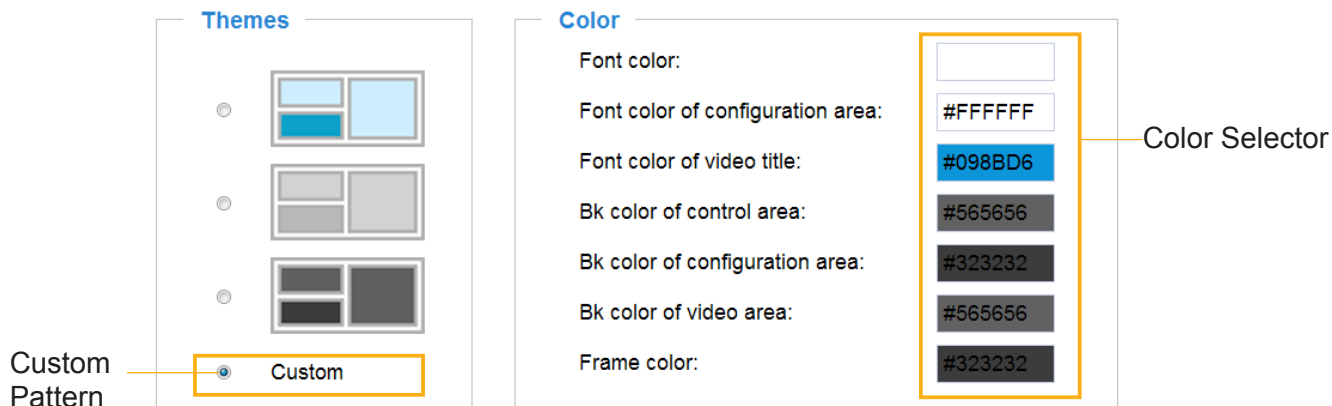 Themes
Custom
Custom
Pattern
Color
Font color:
Font color of configuration area: #FFFFFF
Font color of video title: #098BD6
Bk color of control area: #565656
Bk color of configuration area: #323232
Bk color of video area: #565656
Frame color: #323232
Color Selector